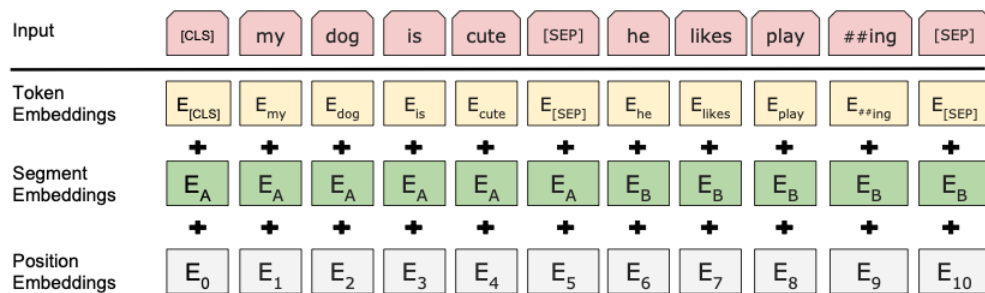 Input [CLS] my dog is cute [SEP] he likes play ##ing [SEP]
Token Embeddings E[CLS] Emy Edog Eis Ecute E[SEP] Ehe Elikes Eplay E##ing E[SEP]
+ + + + + + + + + + +
Segment Embeddings EA EA EA EA EA EA EB EB EB EB EB
+ + + + + + + + + + +
Position Embeddings E0 E1 E2 E3 E4 E5 E6 E7 E8 E9 E10